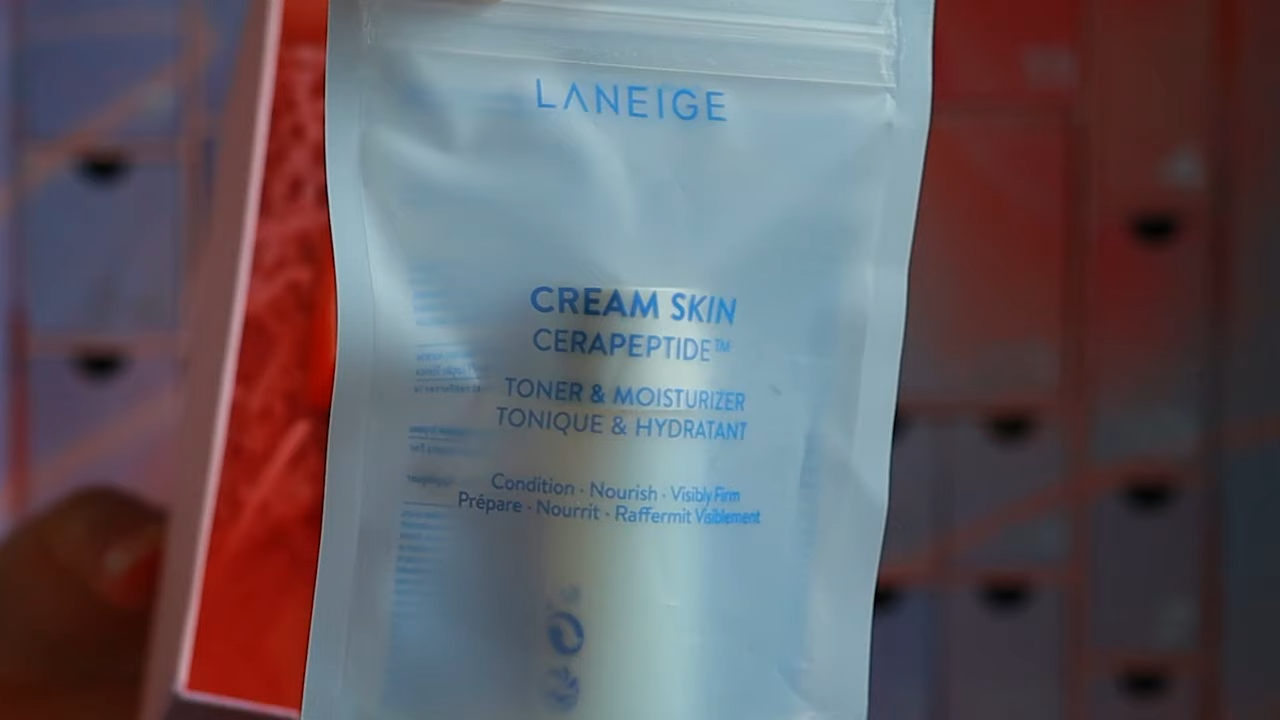 LANEIGE
CREAM SKIN
CERAPEPTIDE™
TONER & MOISTURIZER
TONIQUE & HYDRATANT
Condition · Nourish · Visibly Firm
Prépare · Nourrit · Raffermit Visiblement